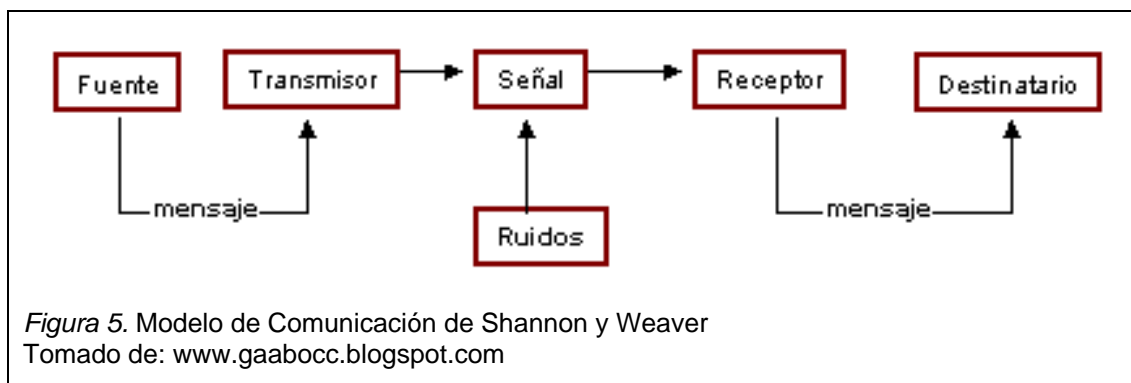 Fuente
Transmisor
Señal
Receptor
Destinatario
mensaje
mensaje
Ruidos
Figura 5. Modelo de Comunicación de Shannon y Weaver
Tomado de: www.gaabocc.blogspot.com